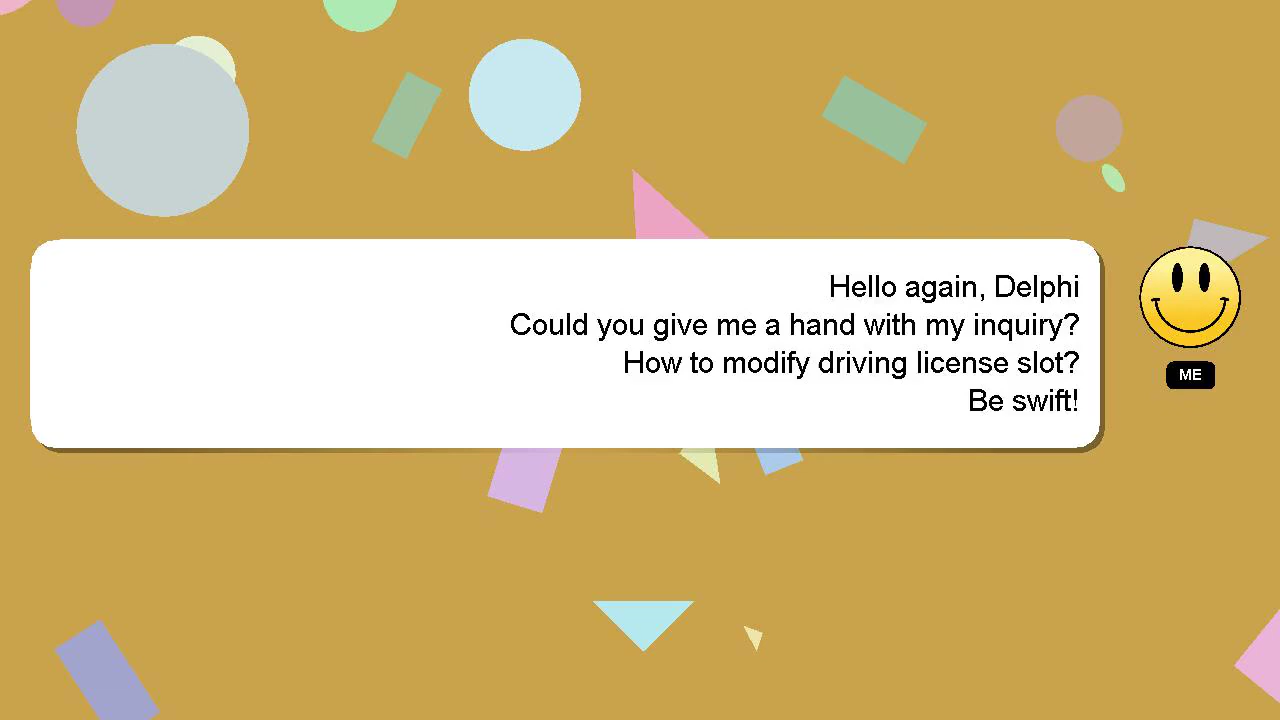 Hello again, Delphi
Could you give me a hand with my inquiry?
How to modify driving license slot?
Be swift!
ME